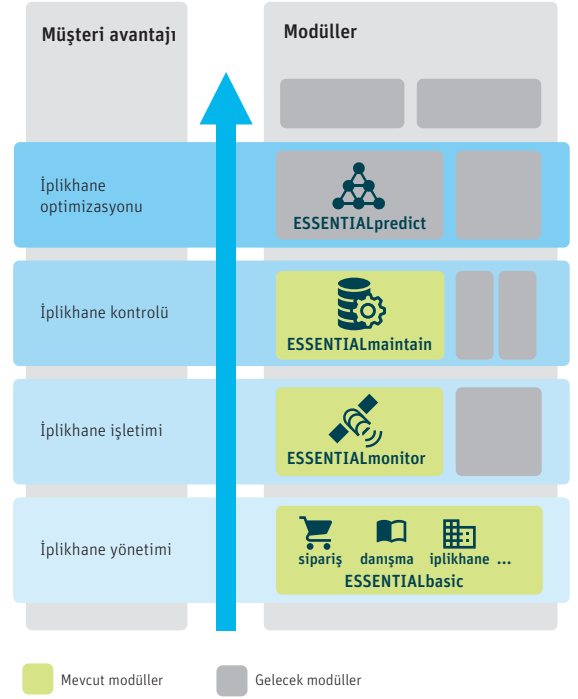 Müşteri avantajı
Modüller
İplikhane
optimizasyonu
ESSENTIALpredict
İplikhane kontrolü
ESSENTIALmaintain
İplikhane işletimi
ESSENTIALmonitor
İplikhane yönetimi
sipariş danışma iplikhane ...
ESSENTIALbasic
Mevcut modüller
Gelecek modüller